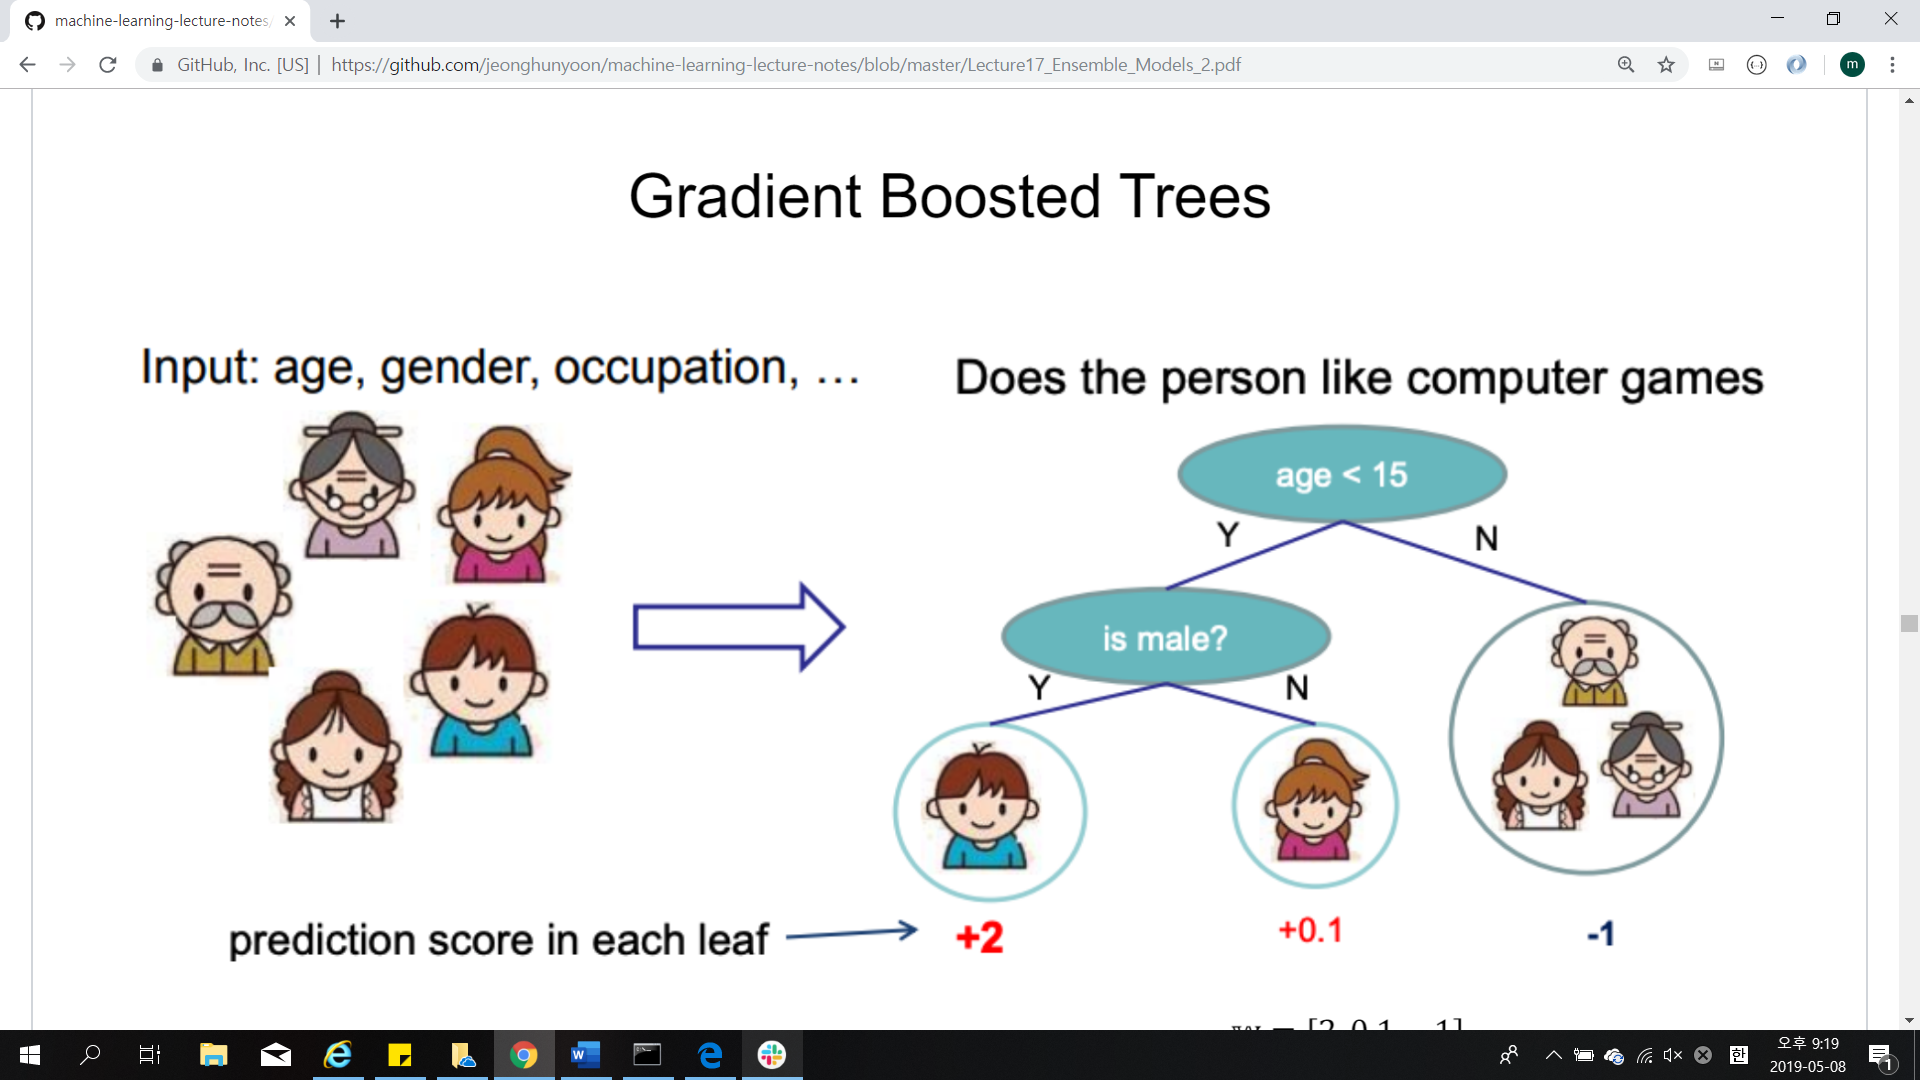 machine-learning-lecture-notes
GitHub, Inc. [US] | https://github.com/jeonghunyoon/machine-learning-lecture-notes/blob/master/Lecture17_Ensemble_Models_2.pdf
m
Gradient Boosted Trees
Input: age, gender, occupation, ...
Does the person like computer games
age < 15
Y
N
is male?
Y
N
prediction score in each leaf
+2
+0.1
-1
한
오후 9:19
2019-05-08
1